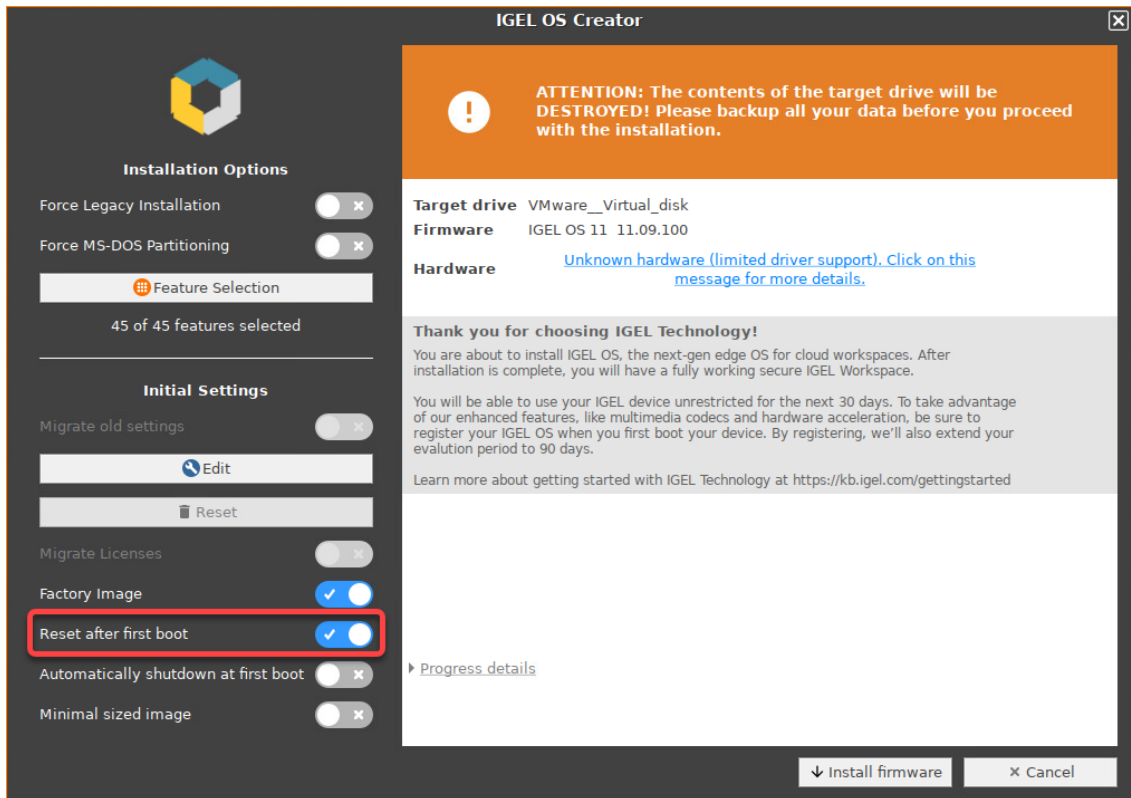 IGEL OS Creator
Installation Options
Force Legacy Installation
Force MS-DOS Partitioning
Feature Selection
45 of 45 features selected
Initial Settings
Migrate old settings
Edit
Reset
Migrate Licenses
Factory Image
Reset after first boot
Automatically shutdown at first boot
Minimal sized image
ATTENTION: The contents of the target drive will be
DESTROYED! Please backup all your data before you proceed
with the installation.
Target drive VMware__Virtual_disk
Firmware IGEL OS 11 11.09.100
Hardware Unknown hardware (limited driver support). Click on this
message for more details.
Thank you for choosing IGEL Technology!
You are about to install IGEL OS, the next-gen edge OS for cloud workspaces. After
installation is complete, you will have a fully working secure IGEL Workspace.
You will be able to use your IGEL device unrestricted for the next 30 days. To take advantage
of our enhanced features, like multimedia codecs and hardware acceleration, be sure to
register your IGEL OS when you first boot your device. By registering, we'll also extend your
evalution period to 90 days.
Learn more about getting started with IGEL Technology at https://kb.igel.com/gettingstarted
Progress details
Install firmware
Cancel